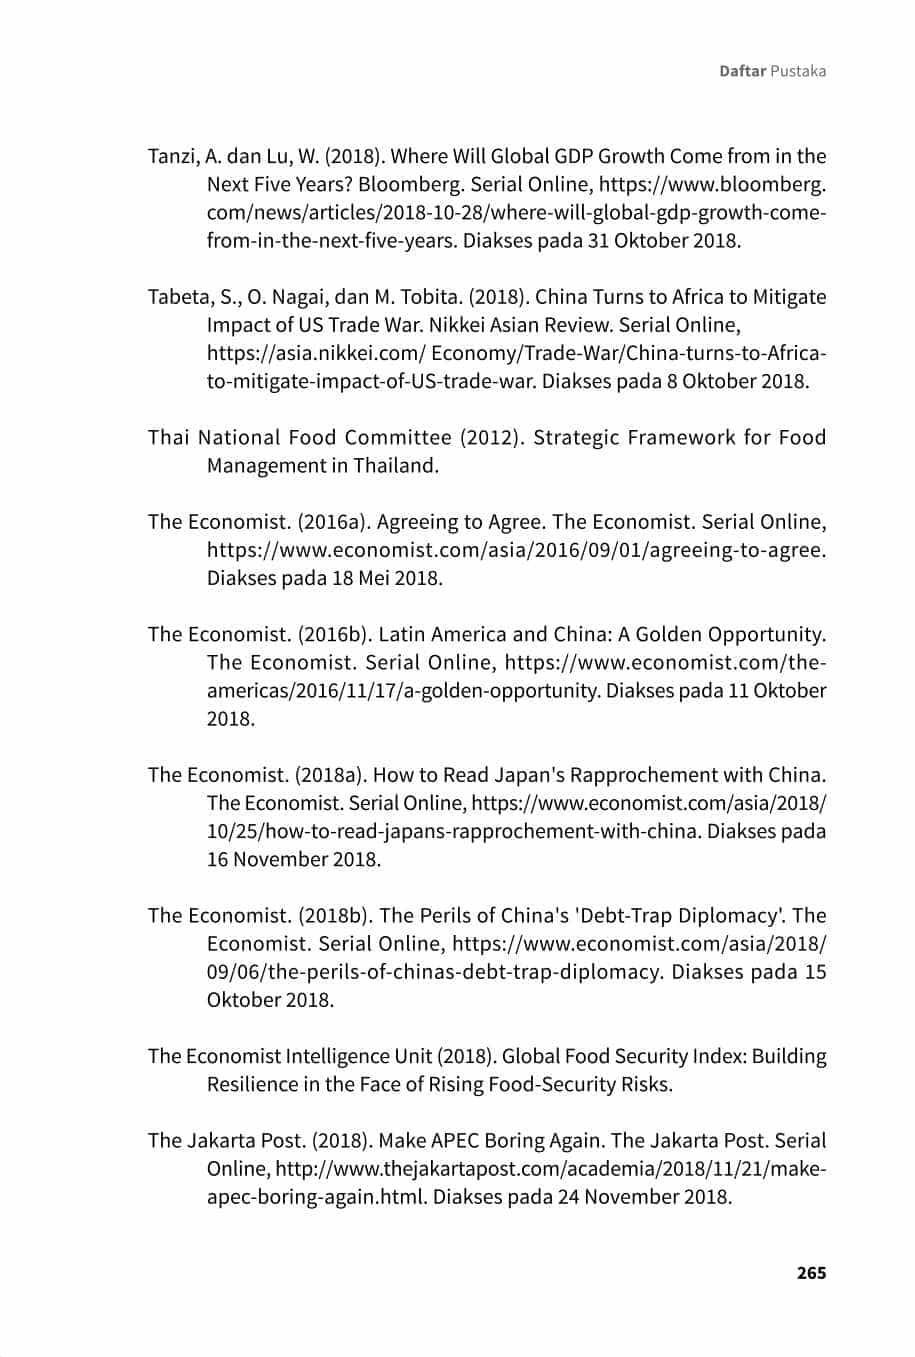 Daftar Pustaka
Tanzi, A. dan Lu, W. (2018). Where Will Global GDP Growth Come from in the
Next Five Years? Bloomberg. Serial Online, https://www.bloomberg.
com/news/articles/2018-10-28/where-will-global-gdp-growth-come-
from-in-the-next-five-years. Diakses pada 31 Oktober 2018.
Tabeta, S., O. Nagai, dan M. Tobita. (2018). China Turns to Africa to Mitigate
Impact of US Trade War. Nikkei Asian Review. Serial Online,
https://asia.nikkei.com/ Economy/Trade-War/China-turns-to-Africa-
to-mitigate-impact-of-US-trade-war. Diakses pada 8 Oktober 2018.
Thai National Food Committee (2012). Strategic Framework for Food
Management in Thailand.
The Economist. (2016a). Agreeing to Agree. The Economist. Serial Online,
https://www.economist.com/asia/2016/09/01/agreeing-to-agree.
Diakses pada 18 Mei 2018.
The Economist. (2016b). Latin America and China: A Golden Opportunity.
The Economist. Serial Online, https://www.economist.com/the-
americas/2016/11/17/a-golden-opportunity. Diakses pada 11 Oktober
2018.
The Economist. (2018a). How to Read Japan's Rapprochement with China.
The Economist. Serial Online, https://www.economist.com/asia/2018/
10/25/how-to-read-japans-rapprochement-with-china. Diakses pada
16 November 2018.
The Economist. (2018b). The Perils of China's 'Debt-Trap Diplomacy'. The
Economist. Serial Online, https://www.economist.com/asia/2018/
09/06/the-perils-of-chinas-debt-trap-diplomacy. Diakses pada 15
Oktober 2018.
The Economist Intelligence Unit (2018). Global Food Security Index: Building
Resilience in the Face of Rising Food-Security Risks.
The Jakarta Post. (2018). Make APEC Boring Again. The Jakarta Post. Serial
Online, http://www.thejakartapost.com/academia/2018/11/21/make-
apec-boring-again.html. Diakses pada 24 November 2018.
265